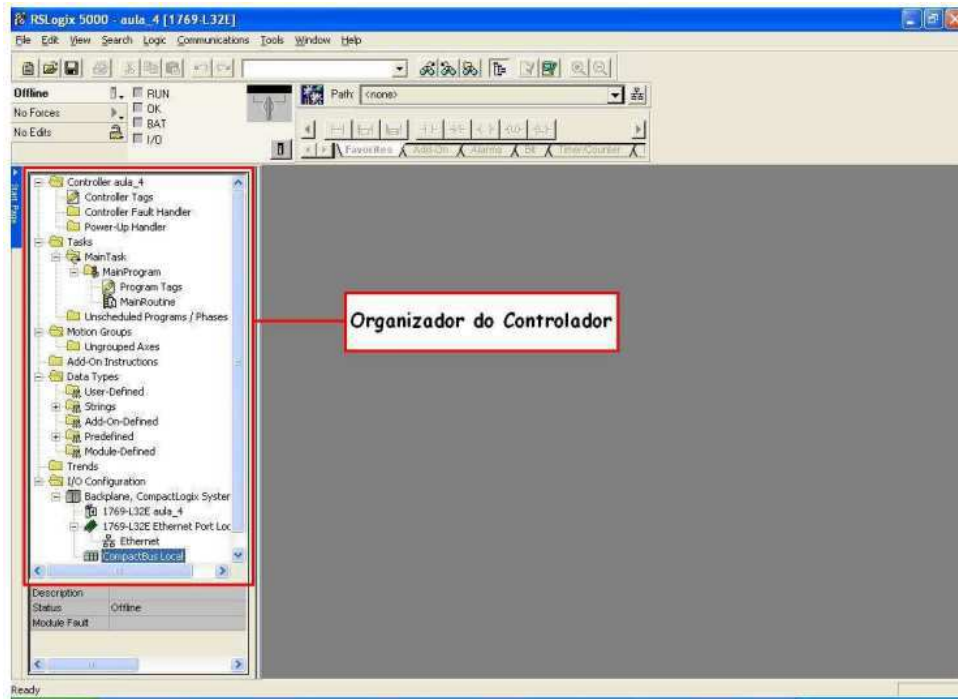 RSLogix 5000 - aula_4 [1769-L32E]
File Edit View Search Logic Communications Tools Window Help
Offline
RUN
Path: <none>
No Forces
OK
BAT
No Edits
I/O
Favorites Add-On Alarms Bit Timer/Counter
Start Page
Controller aula_4
Controller Tags
Controller Fault Handler
Power-Up Handler
Tasks
MainTask
MainProgram
Program Tags
MainRoutine
Unscheduled Programs / Phases
Motion Groups
Ungrouped Axes
Add-On Instructions
Data Types
User-Defined
Strings
Add-On-Defined
Predefined
Module-Defined
Trends
I/O Configuration
Backplane, CompactLogix Syster
1769-L32E aula_4
1769-L32E Ethernet Port Loc
Ethernet
CompactBus Local
Organizador do Controlador
Description
Status Offline
Module Fault
Ready